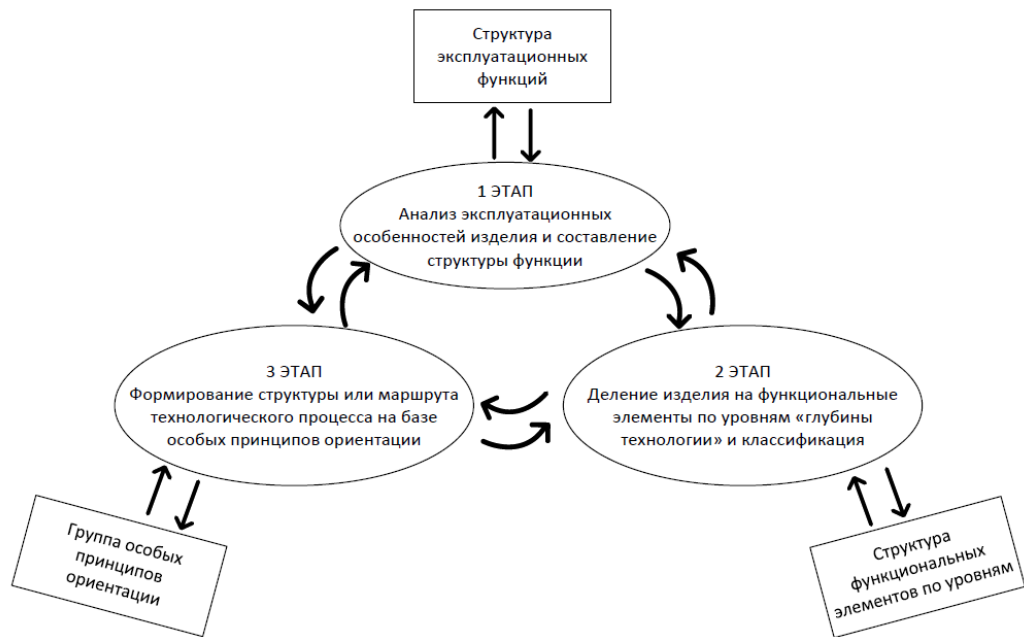 Структура
эксплуатационных
функций
1 ЭТАП
Анализ эксплуатационных
особенностей изделия и составление
структуры функции
3 ЭТАП
Формирование структуры или маршрута
технологического процесса на базе
особых принципов ориентации
2 ЭТАП
Деление изделия на функциональные
элементы по уровням «глубины
технологии» и классификация
Группа особых
принципов
ориентации
Структура
функциональных
элементов по уровням